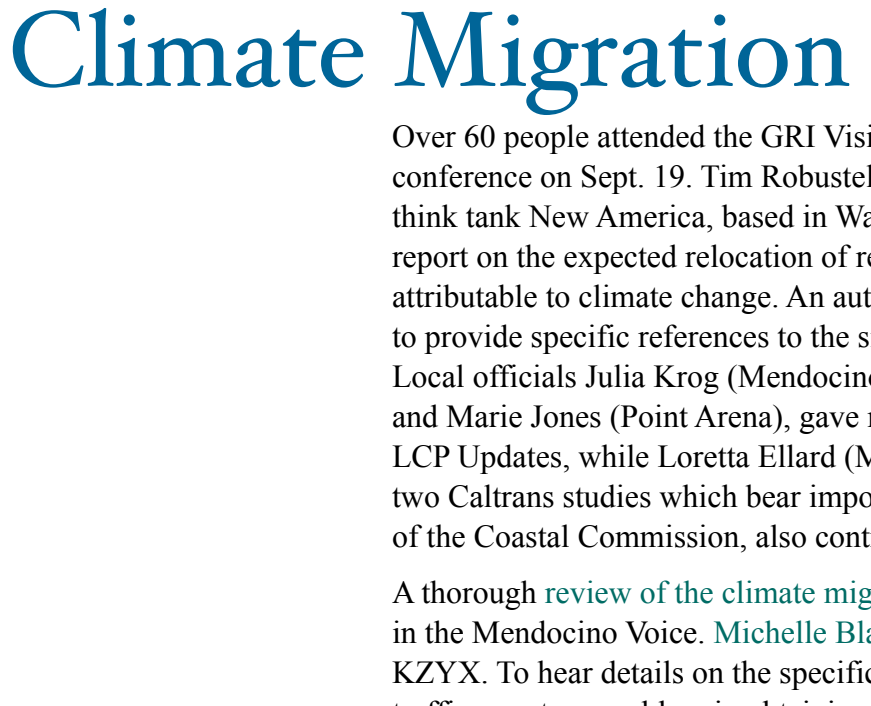 Climate Migration
Over 60 people attended the GRI Visi
conference on Sept. 19. Tim Robustel
think tank New America, based in Wa
report on the expected relocation of re
attributable to climate change. An aut
to provide specific references to the s
Local officials Julia Krog (Mendocino
and Marie Jones (Point Arena), gave
LCP Updates, while Loretta Ellard (M
two Caltrans studies which bear impo
of the Coastal Commission, also cont
A thorough review of the climate mig
in the Mendocino Voice. Michelle Bla
KZYX. To hear details on the specific